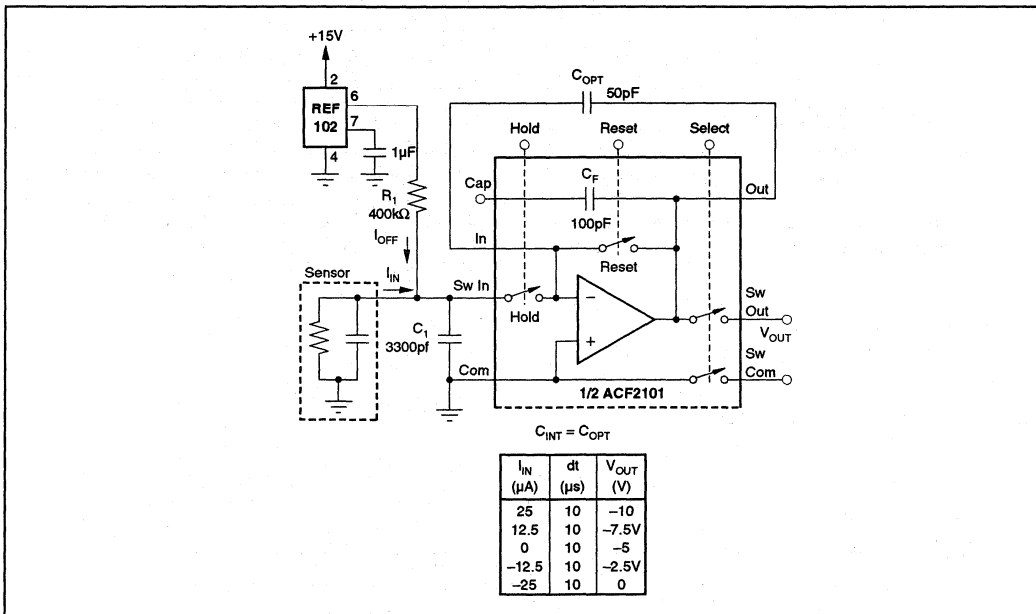 +15V
2
REF
102
6
7
4
1µF
R1
400kΩ
IOFF
IIN
Sensor
C1
3300pf
COPT
50pF
Hold
Reset
Select
Cap
CF
100pF
Out
In
Reset
Sw In
Hold
−
+
Com
Sw
Out
VOUT
Sw
Com
1/2 ACF2101
CINT = COPT
IIN dt VOUT
(µA) (µs) (V)
25 10 −10
12.5 10 −7.5V
0 10 −5
−12.5 10 −2.5V
−25 10 0